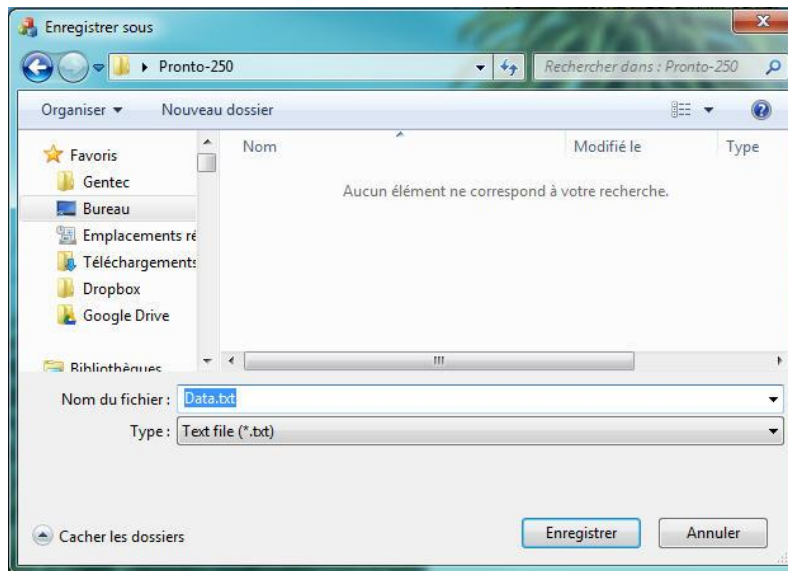 Enregistrer sous
Pronto-250
Rechercher dans : Pronto-250
Organiser
Nouveau dossier
Nom
Modifié le
Type
Favoris
Gentec
Bureau
Emplacements ré
Téléchargements
Dropbox
Google Drive
Bibliothèques
Aucun élément ne correspond à votre recherche.
Nom du fichier :
Data.txt
Type :
Text file (*.txt)
Cacher les dossiers
Enregistrer
Annuler